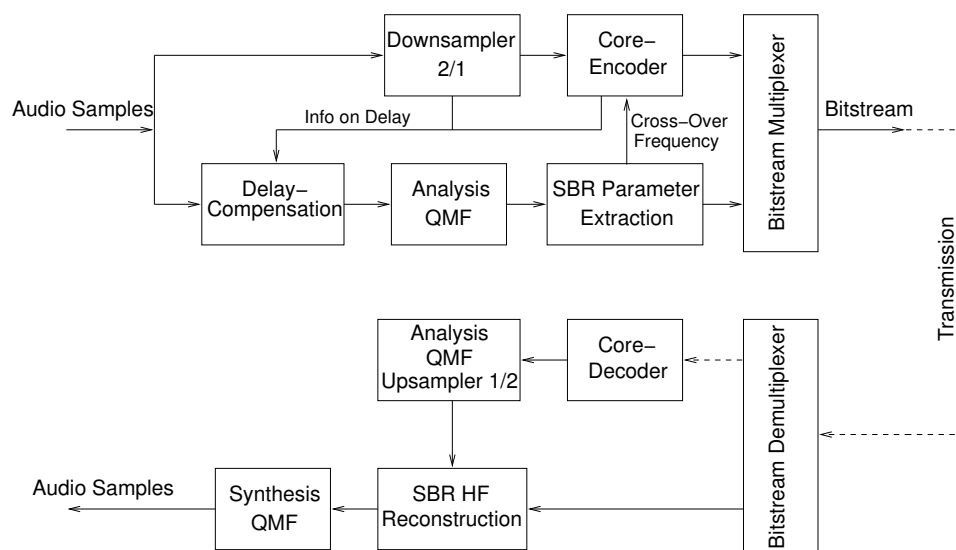 Downsampler
2/1
Core−
Encoder
Audio Samples
Info on Delay
Cross−Over
Frequency
Bitstream Multiplexer
Bitstream
Delay−
Compensation
Analysis
QMF
SBR Parameter
Extraction
Transmission
Analysis
QMF
Upsampler 1/2
Core−
Decoder
Bitstream Demultiplexer
Audio Samples
Synthesis
QMF
SBR HF
Reconstruction